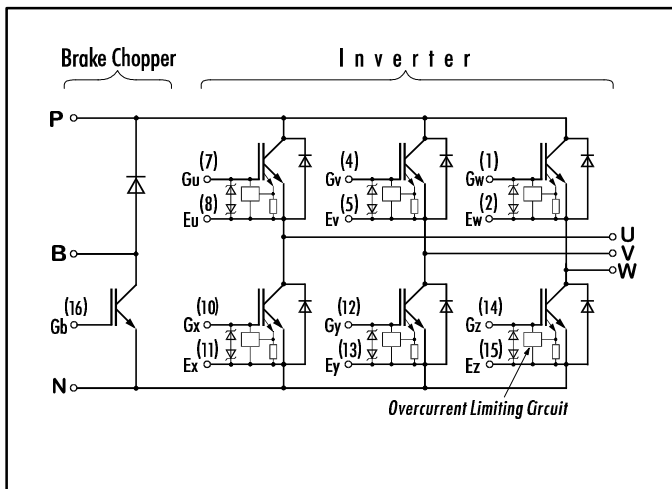 Brake Chopper Inverter
P
(7) (4) (1)
Gu Gv Gw
(8) (5) (2)
Eu Ev Ew
U
B V
W
(16) (10) (12) (14)
Gb Gx Gy Gz
(11) (13) (15)
Ex Ey Ez
N
Overcurrent Limiting Circuit